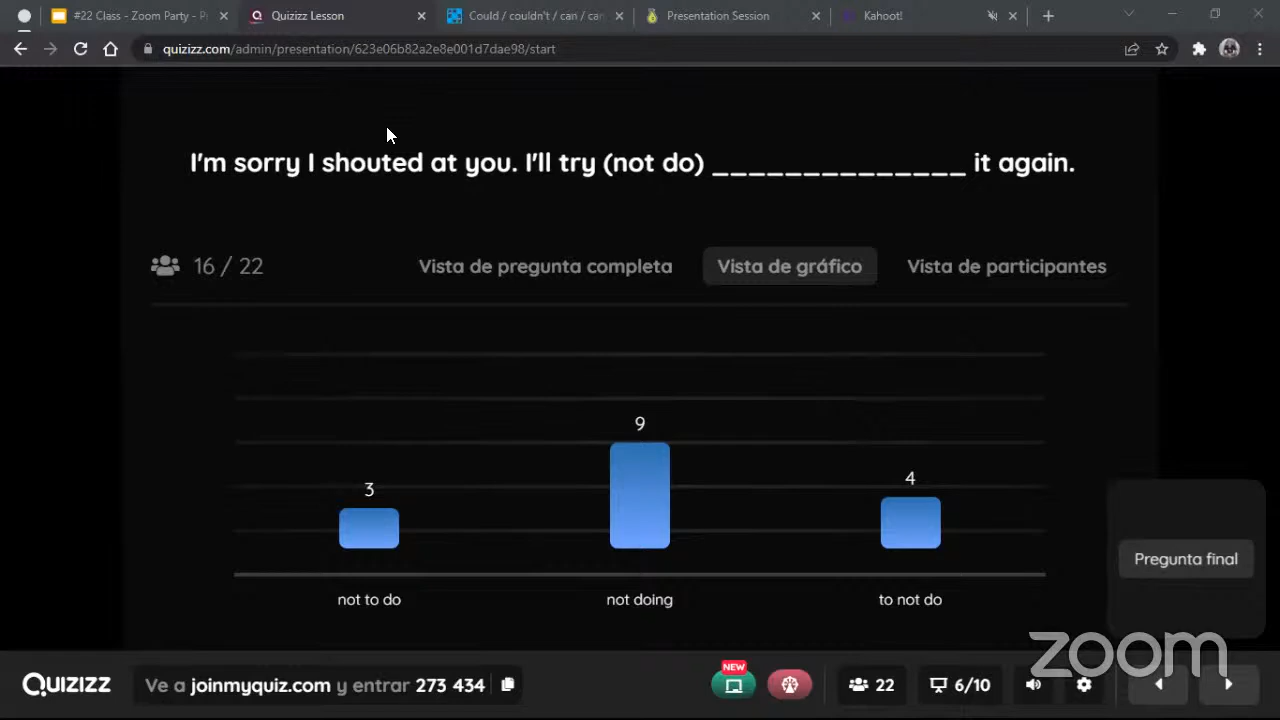 #22 Class - Zoom Party - P
Quizizz Lesson
Could / couldn't / can / can
Presentation Session
Kahoot!
quizizz.com/admin/presentation/623e06b82a2e8e001d7dae98/start
I'm sorry I shouted at you. I'll try (not do) ______________ it again.
16 / 22
Vista de pregunta completa
Vista de gráfico
Vista de participantes
3
9
4
not to do
not doing
to not do
Pregunta final
zoom
NEW
QUIZIZZ
Ve a joinmyquiz.com y entrar 273 434
22
6/10